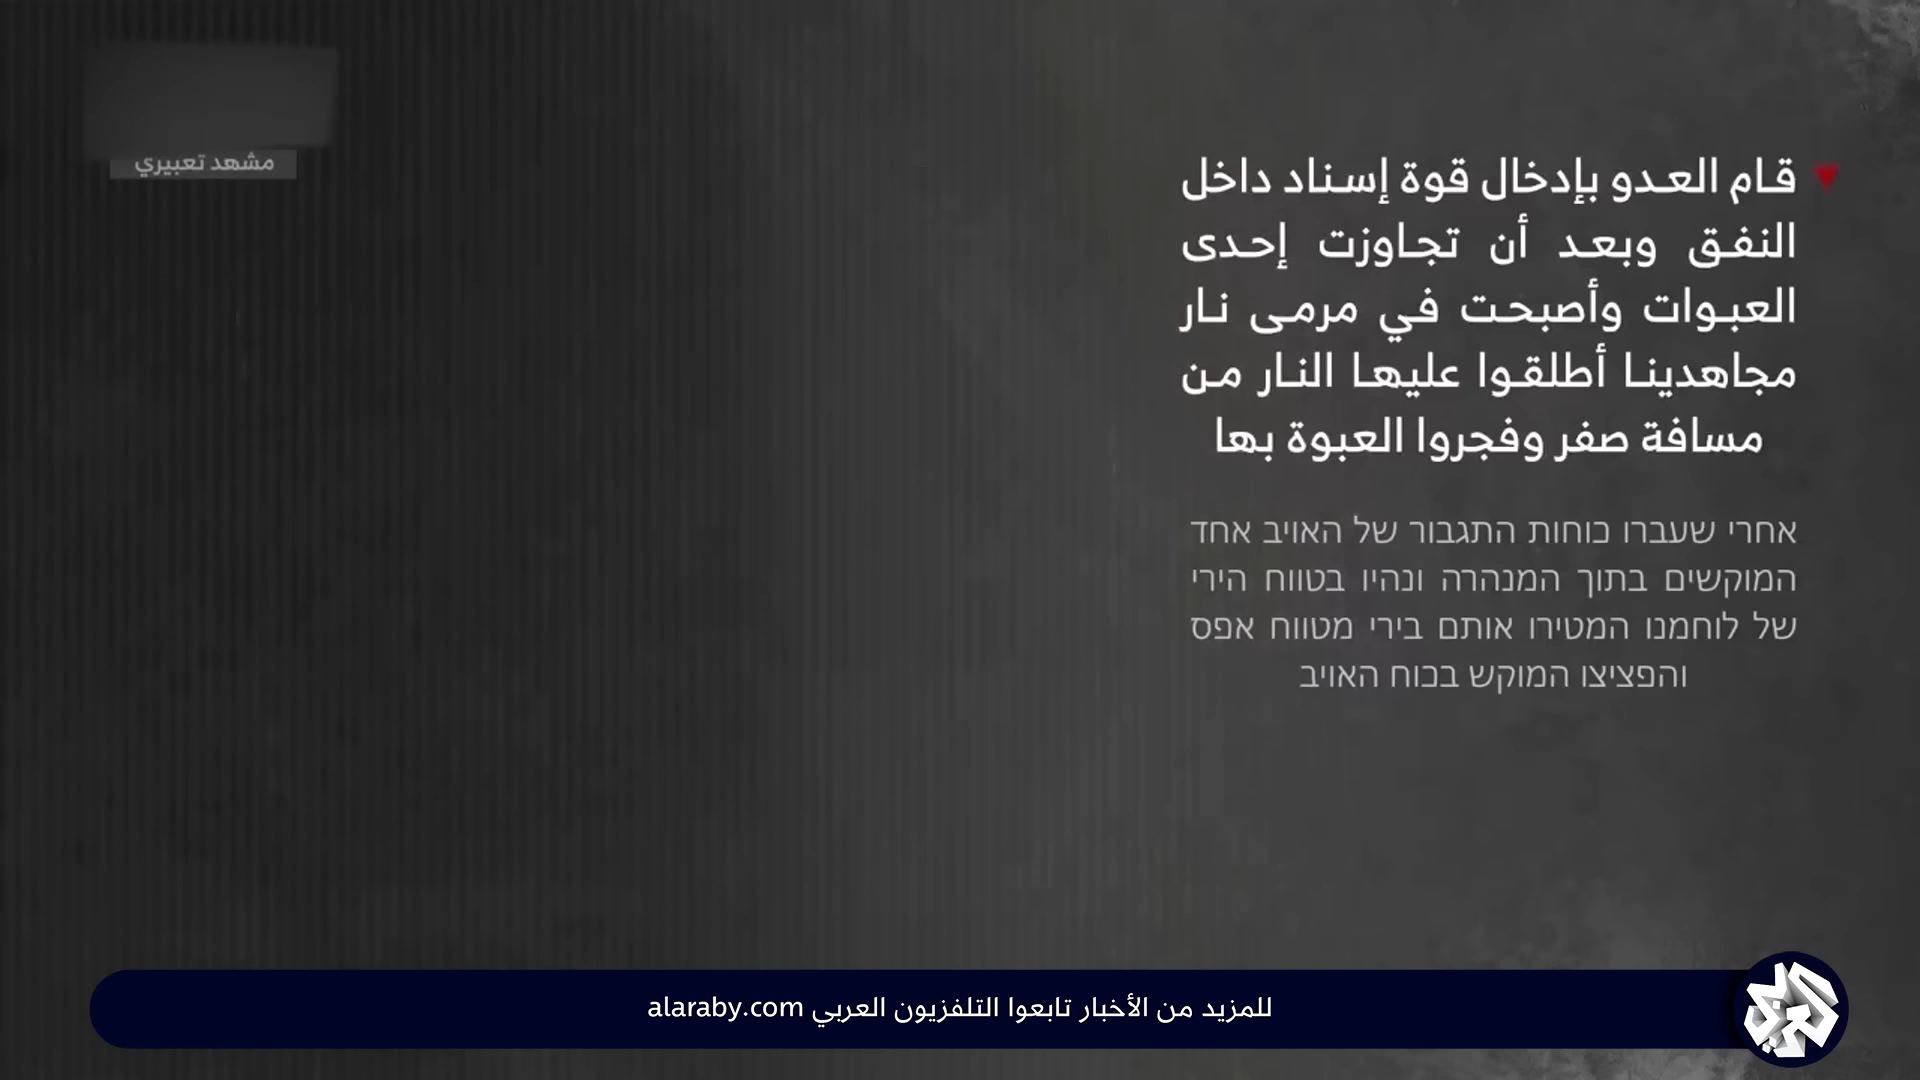 مشهد تعبيري
قام العدو بإدخال قوة إسناد داخل
النفق وبعد أن تجاوزت إحدى
العبوات وأصبحت في مرمى نار
مجاهدينا أطلقوا عليها النار من
مسافة صفر وفجروا العبوة بها
אחרי שעברו כוחות התגבור של האויב אחד
המוקשים בתוך המנהרה ונהיו בטווח הירי
של לוחמנו המטירו אותם בירי מטווח אפס
והפציצו המוקש בכוח האויב
للمزيد من الأخبار تابعوا التلفزيون العربي alaraby.com